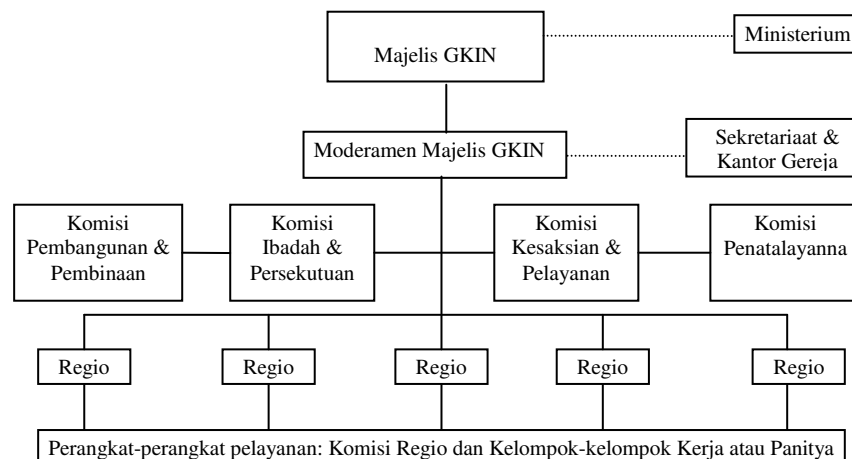 Majelis GKIN
Ministerium
Moderamen Majelis GKIN
Sekretariaat &
Kantor Gereja
Komisi
Pembangunan &
Pembinaan
Komisi
Ibadah &
Persekutuan
Komisi
Kesaksian &
Pelayanan
Komisi
Penatalayanna
Regio
Regio
Regio
Regio
Regio
Perangkat-perangkat pelayanan: Komisi Regio dan Kelompok-kelompok Kerja atau Panitya